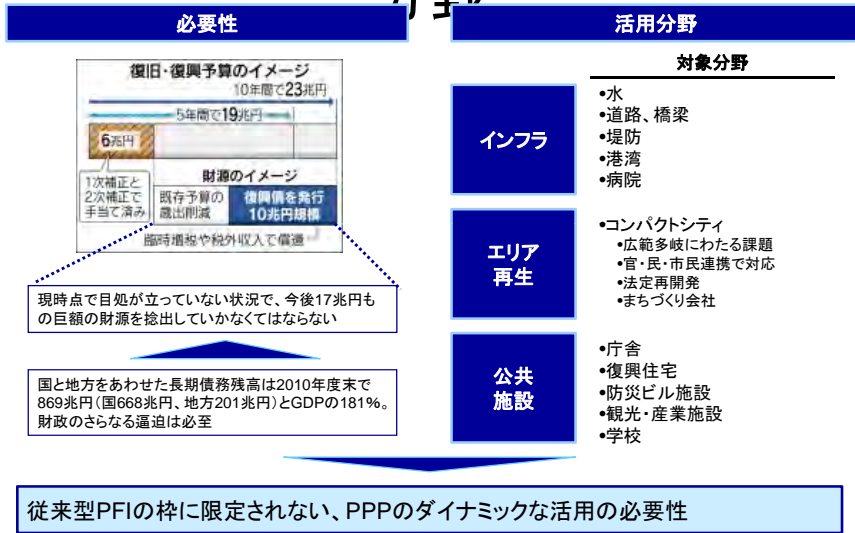 分野
必要性
活用分野
復旧・復興予算のイメージ
10年間で23兆円
5年間で19兆円
6兆円
1次補正と
2次補正で
手当て済み
財源のイメージ
既存予算の
歳出削減
復興債を発行
10兆円規模
臨時増税や税外収入で償還
現時点で目処が立っていない状況で、今後17兆円も
の巨額の財源を捻出していかなくてはならない
国と地方をあわせた長期債務残高は2010年度末で
869兆円(国668兆円、地方201兆円)とGDPの181%。
財政のさらなる逼迫は必至
対象分野
インフラ
•水
•道路、橋梁
•堤防
•港湾
•病院
エリア
再生
•コンパクトシティ
•広範多岐にわたる課題
•官・民・市民連携で対応
•法定再開発
•まちづくり会社
公共
施設
•庁舎
•復興住宅
•防災ビル施設
•観光・産業施設
•学校
従来型PFIの枠に限定されない、PPPのダイナミックな活用の必要性